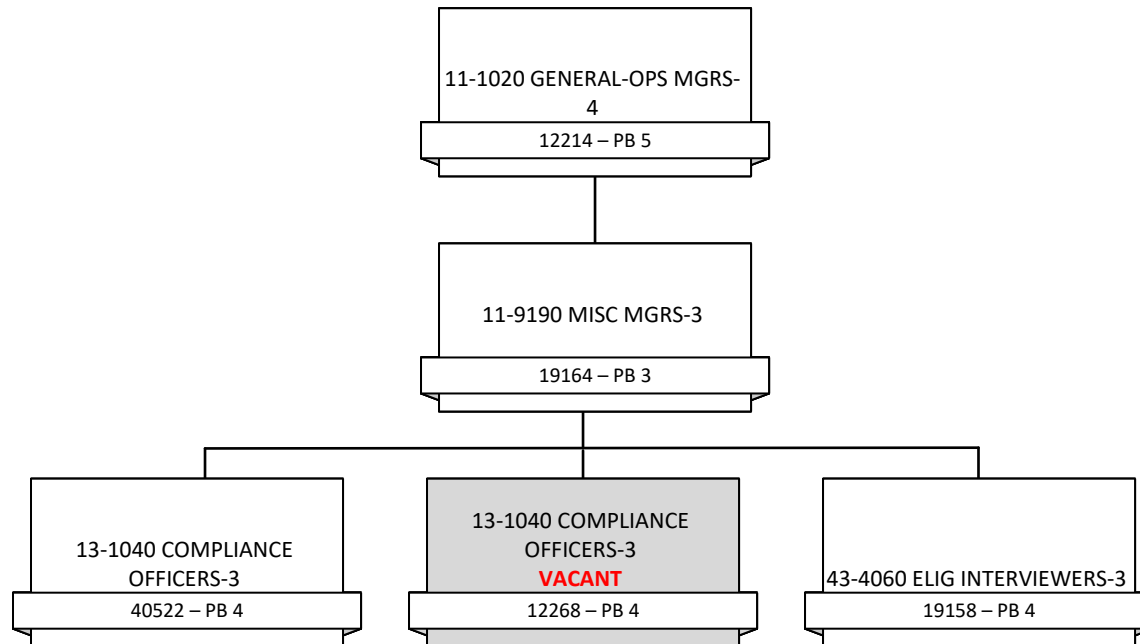 11-1020 GENERAL-OPS MGRS-
4
12214 – PB 5
11-9190 MISC MGRS-3
19164 – PB 3
13-1040 COMPLIANCE
OFFICERS-3
40522 – PB 4
13-1040 COMPLIANCE
OFFICERS-3
VACANT
12268 – PB 4
43-4060 ELIG INTERVIEWERS-3
19158 – PB 4